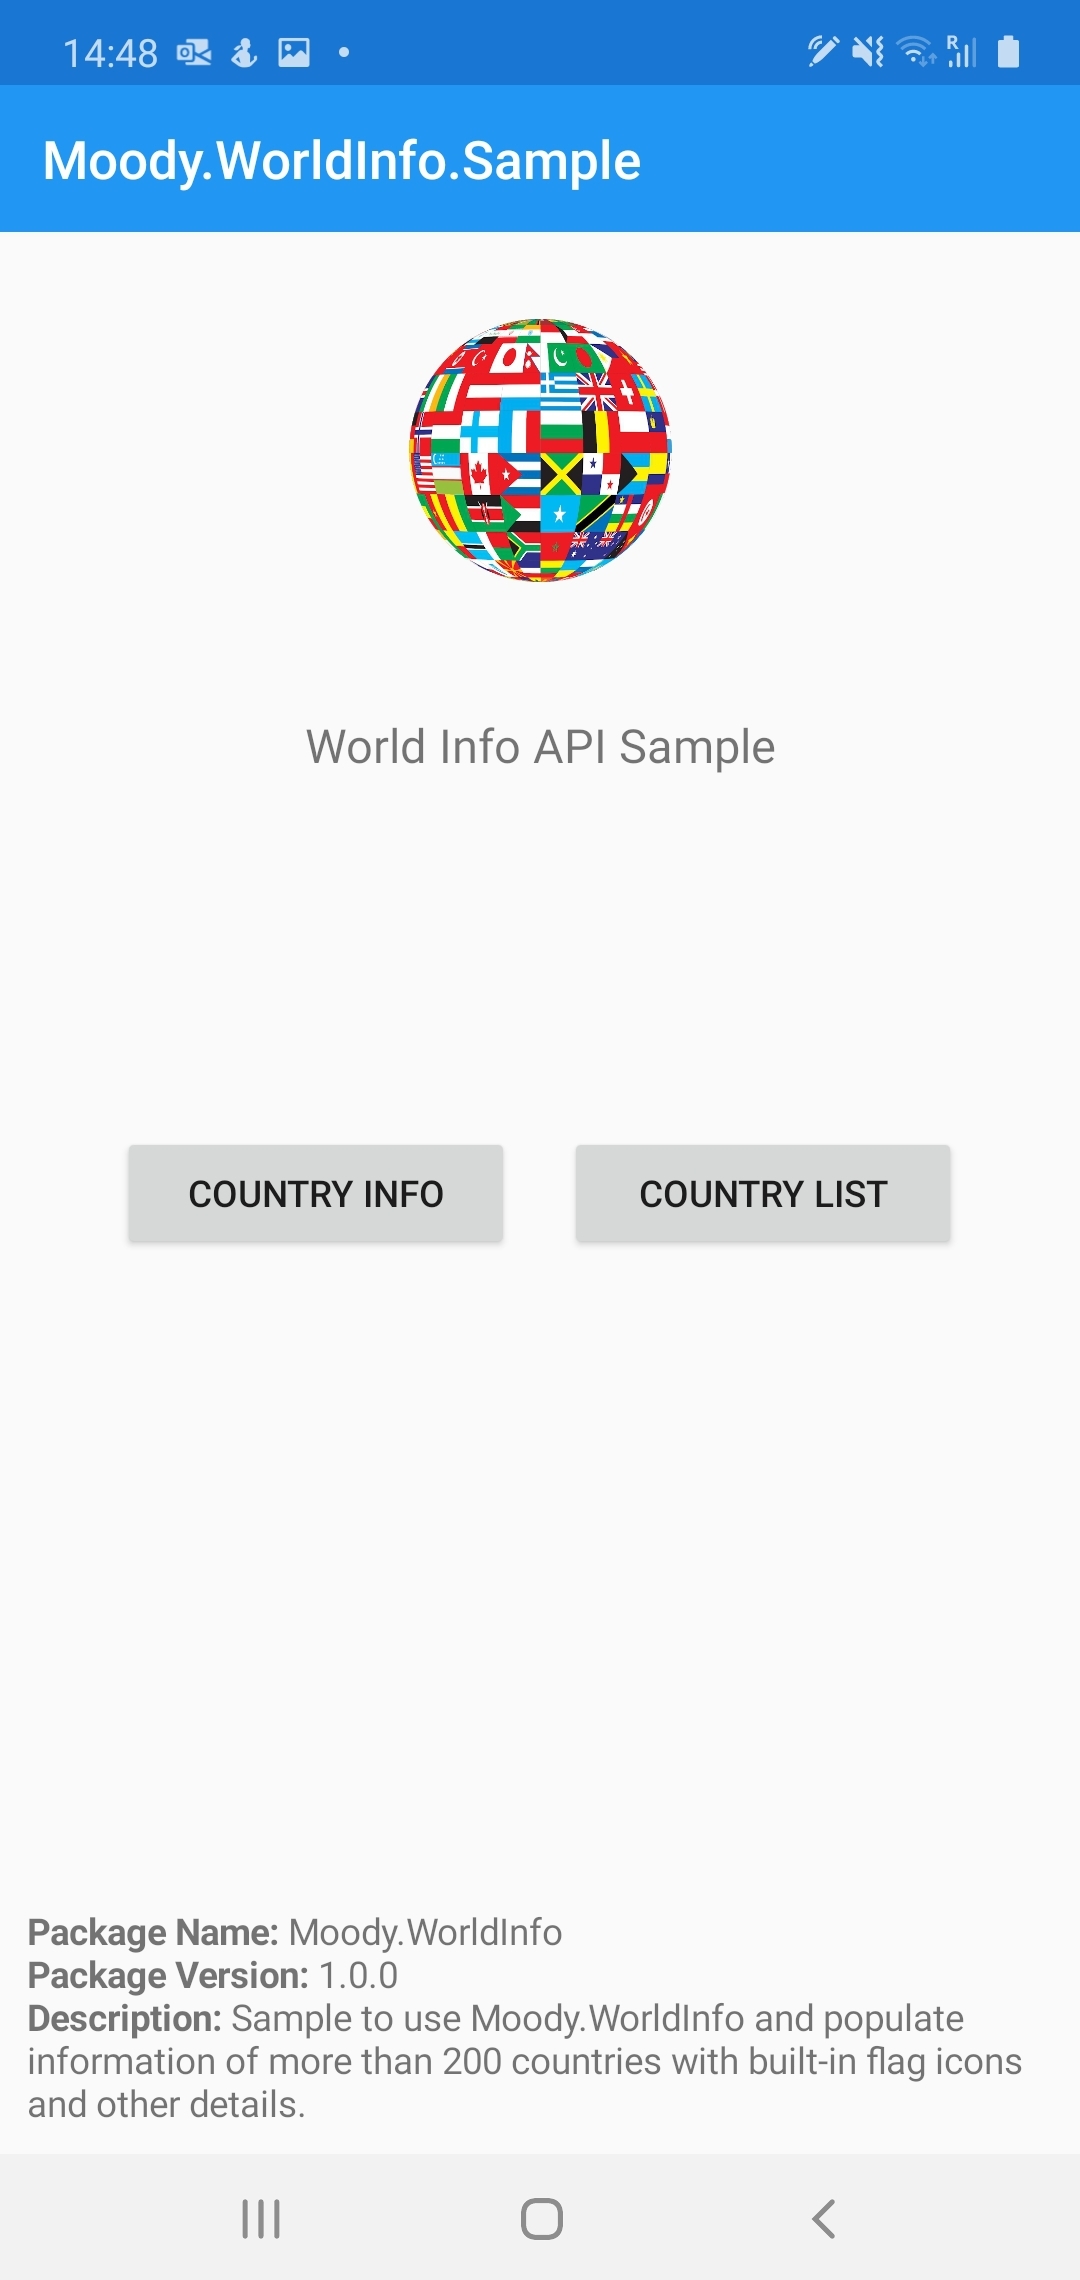 14:48
R
Moody.WorldInfo.Sample
World Info API Sample
COUNTRY INFO
COUNTRY LIST
Package Name: Moody.WorldInfo
Package Version: 1.0.0
Description: Sample to use Moody.WorldInfo and populate
information of more than 200 countries with built-in flag icons
and other details.